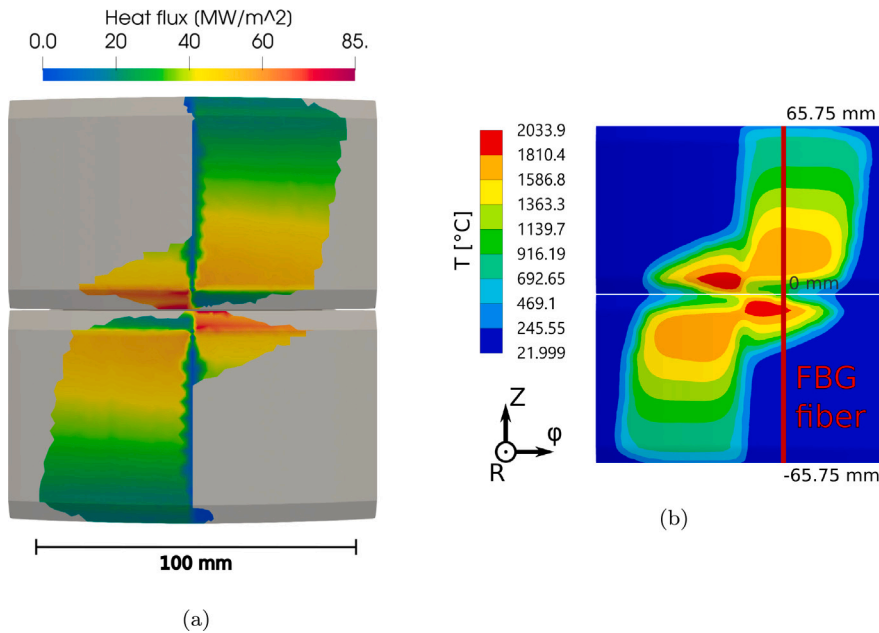 Heat flux [MW/m^2]
0.0 20 40 60 85.
100 mm
(a)
65.75 mm
T [°C]
2033.9
1810.4
1586.8
1363.3
1139.7
916.19
692.65
469.1
245.55
21.999
0 mm
FBG
fiber
Z
φ
R
-65.75 mm
(b)